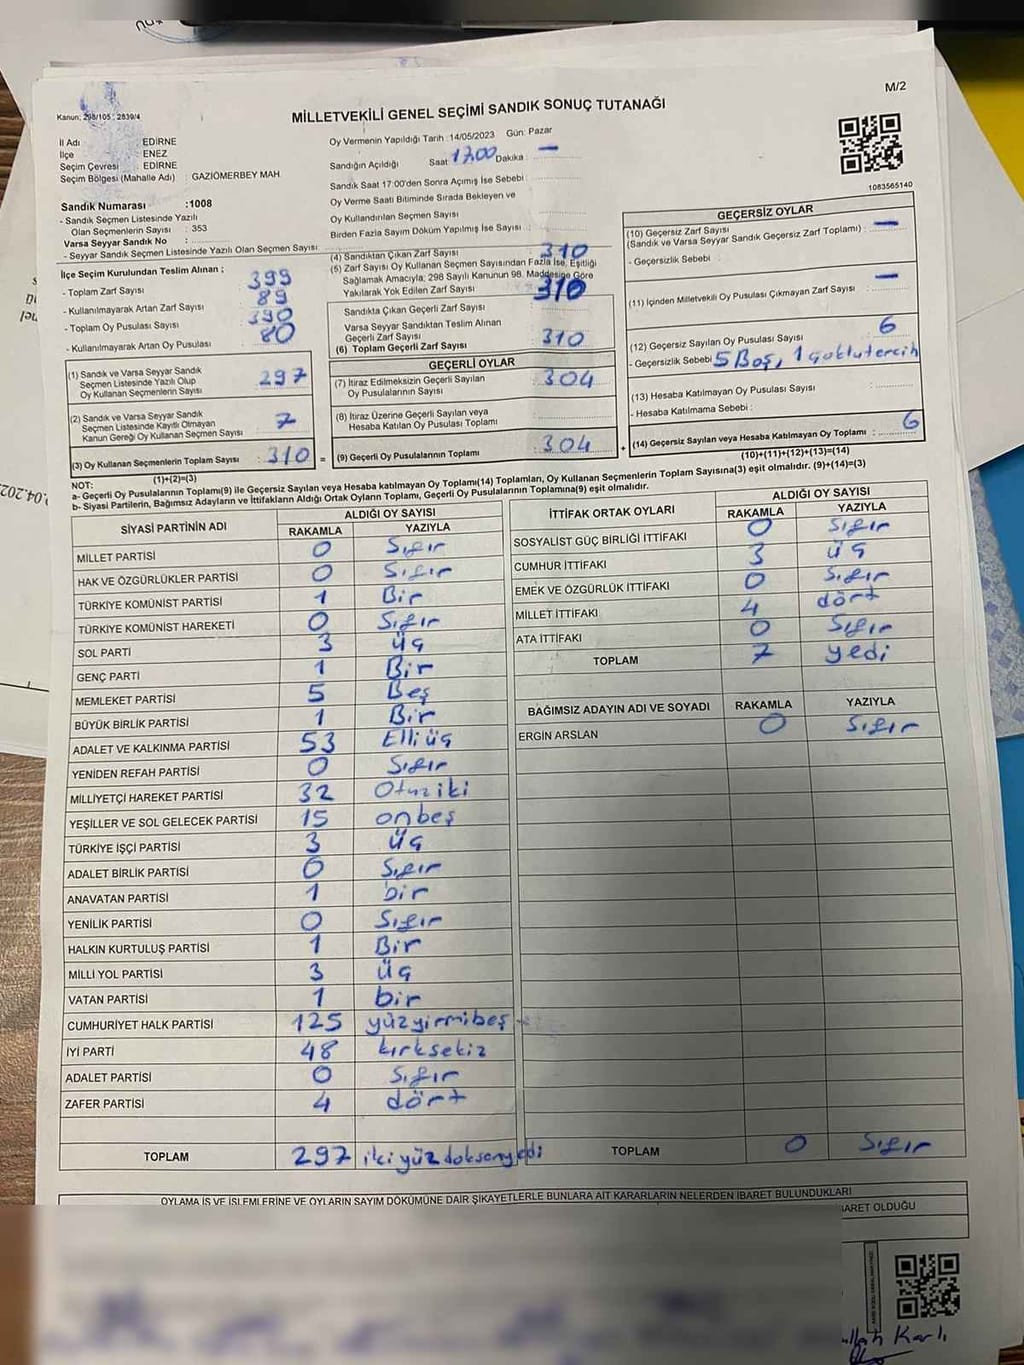 M/2
Kanun; 298/105 ; 2839/4
MİLLETVEKİLİ GENEL SEÇİMİ SANDIK SONUÇ TUTANAĞI
İl Adı : EDİRNE
İlçe : ENEZ
Seçim Çevresi : EDİRNE
Seçim Bölgesi (Mahalle Adı) : GAZİÖMERBEY MAH
Sandık Numarası :1008
- Sandık Seçmen Listesinde Yazılı
Olan Seçmenlerin Sayısı : 353
Varsa Seyyar Sandık No :
- Seyyar Sandık Seçmen Listesinde Yazılı Olan Seçmen Sayısı
İlçe Seçim Kurulundan Teslim Alınan ;
- Toplam Zarf Sayısı : 399
- Kullanılmayarak Artan Zarf Sayısı : 89
- Toplam Oy Pusulası Sayısı : 390
- Kullanılmayarak Artan Oy Pusulası : 80
(1) Sandık ve Varsa Seyyar Sandık
Seçmen Listesinde Yazılı Olup
Oy Kullanan Seçmenlerin Sayısı : 297
(2) Sandık ve Varsa Seyyar Sandık
Seçmen Listesinde Kayıtlı Olmayan
Kanun Gereği Oy Kullanan Seçmen Sayısı : 7
(3) Oy Kullanan Seçmenlerin Toplam Sayısı : 310 =
(1)+(2)=(3)
Oy Vermenin Yapıldığı Tarih :14/05/2023 Gün: Pazar
Sandığın Açıldığı Saat 17.00 Dakika : —
Sandık Saat 17:00'den Sonra Açımış İse Sebebi :
Oy Verme Saati Bitiminde Sırada Bekleyen ve
Oy Kullandırılan Seçmen Sayısı
Birden Fazla Sayım Döküm Yapılmış İse Sayısı :
(4) Sandıktan Çıkan Zarf Sayısı : 310
(5) Zarf Sayısı Oy Kullanan Seçmen Sayısından Fazla İse, Eşitliği
Sağlamak Amacıyla; 298 Sayılı Kanunun 98. Maddesine Göre
Yakılarak Yok Edilen Zarf Sayısı : 310
Sandıkta Çıkan Geçerli Zarf Sayısı
Varsa Seyyar Sandıktan Teslim Alınan
Geçerli Zarf Sayısı
(6) Toplam Geçerli Zarf Sayısı : 310
GEÇERLİ OYLAR
(7) İtiraz Edilmeksizin Geçerli Sayılan
Oy Pusulalarının Sayısı : 304
(8) İtiraz Üzerine Geçerli Sayılan veya
Hesaba Katılan Oy Pusulası Toplamı
(9) Geçerli Oy Pusulalarının Toplamı : 304 +
1083565140
GEÇERSİZ OYLAR
(10) Geçersiz Zarf Sayısı
(Sandık ve Varsa Seyyar Sandık Geçersiz Zarf Toplamı) : —
- Geçersizlik Sebebi :
(11) İçinden Milletvekili Oy Pusulası Çıkmayan Zarf Sayısı : —
(12) Geçersiz Sayılan Oy Pusulası Sayısı : 6
- Geçersizlik Sebebi : 5 Boş, 1 çoklu tercih
(13) Hesaba Katılmayan Oy Pusulası Sayısı
- Hesaba Katılmama Sebebi :
(14) Geçersiz Sayılan veya Hesaba Katılmayan Oy Toplamı : 6
(10)+(11)+(12)+(13)=(14)
NOT:
a- Geçerli Oy Pusulalarının Toplamı(9) ile Geçersiz Sayılan veya Hesaba katılmayan Oy Toplamı(14) Toplamları, Oy Kullanan Seçmenlerin Toplam Sayısına(3) eşit olmalıdır. (9)+(14)=(3)
b- Siyasi Partilerin, Bağımsız Adayların ve İttifakların Aldığı Ortak Oyların Toplamı, Geçerli Oy Pusulalarının Toplamına(9) eşit olmalıdır.
SİYASİ PARTİNİN ADI ALDIĞI OY SAYISI
RAKAMLA YAZIYLA
MİLLET PARTİSİ 0 Sıfır
HAK VE ÖZGÜRLÜKLER PARTİSİ 0 Sıfır
TÜRKİYE KOMÜNİST PARTİSİ 1 Bir
TÜRKİYE KOMÜNİST HAREKETİ 0 Sıfır
SOL PARTİ 3 üç
GENÇ PARTİ 1 Bir
MEMLEKET PARTİSİ 5 Beş
BÜYÜK BİRLİK PARTİSİ 1 Bir
ADALET VE KALKINMA PARTİSİ 53 Elliüç
YENİDEN REFAH PARTİSİ 0 Sıfır
MİLLİYETÇİ HAREKET PARTİSİ 32 Otuziki
YEŞİLLER VE SOL GELECEK PARTİSİ 15 onbeş
TÜRKİYE İŞÇİ PARTİSİ 3 Üç
ADALET BİRLİK PARTİSİ 0 Sıfır
ANAVATAN PARTİSİ 1 bir
YENİLİK PARTİSİ 0 Sıfır
HALKIN KURTULUŞ PARTİSİ 1 Bir
MİLLİ YOL PARTİSİ 3 Üç
VATAN PARTİSİ 1 bir
CUMHURİYET HALK PARTİSİ 125 yüzyirmibeş
İYİ PARTİ 48 kırksekiz
ADALET PARTİSİ 0 Sıfır
ZAFER PARTİSİ 4 dört
TOPLAM 297 ikiyüzdoksanyedi
İTTİFAK ORTAK OYLARI ALDIĞI OY SAYISI
RAKAMLA YAZIYLA
SOSYALİST GÜÇ BİRLİĞİ İTTİFAKI 0 Sıfır
CUMHUR İTTİFAKI 3 üç
EMEK VE ÖZGÜRLÜK İTTİFAKI 0 Sıfır
MİLLET İTTİFAKI 4 dört
ATA İTTİFAKI 0 Sıfır
TOPLAM 7 yedi
BAĞIMSIZ ADAYIN ADI VE SOYADI RAKAMLA YAZIYLA
ERGİN ARSLAN 0 Sıfır
TOPLAM 0 Sıfır
OYLAMA İŞ VE İŞLEMLERİNE VE OYLARIN SAYIM DÖKÜMÜNE DAİR ŞİKAYETLERLE BUNLARA AİT KARARLARIN NELERDEN İBARET BULUNDUKLARI
İBARET OLDUĞU
Karlı